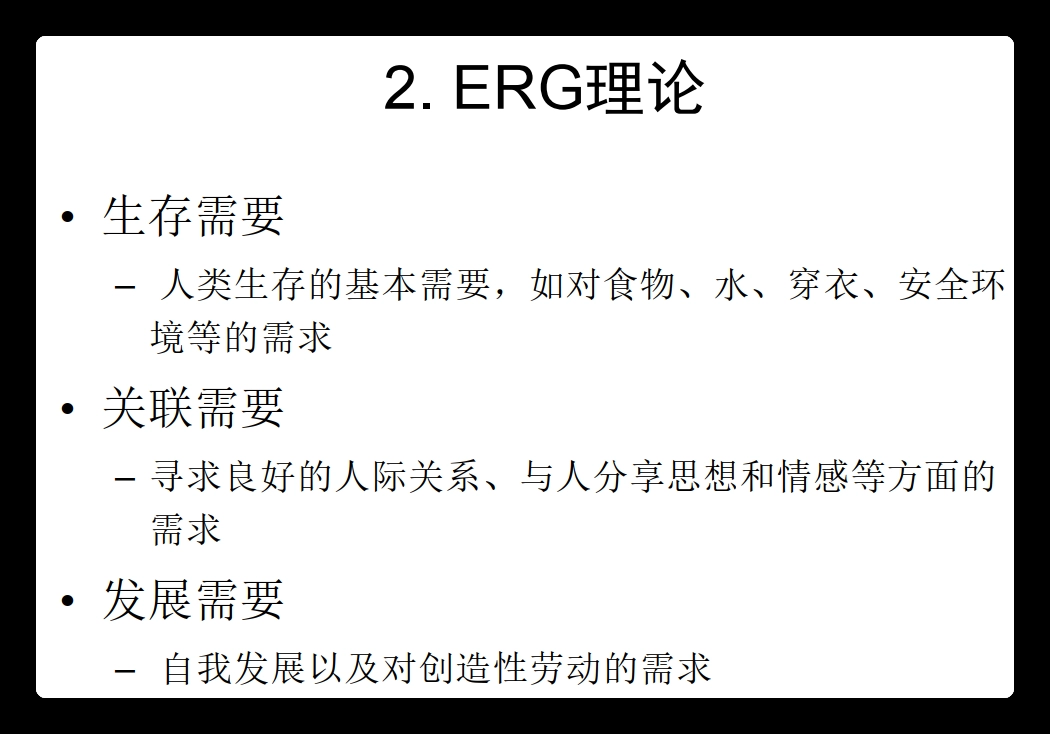 2. ERG理论
• 生存需要
– 人类生存的基本需要，如对食物、水、穿衣、安全环
境等的需求
• 关联需要
– 寻求良好的人际关系、与人分享思想和情感等方面的
需求
• 发展需要
– 自我发展以及对创造性劳动的需求